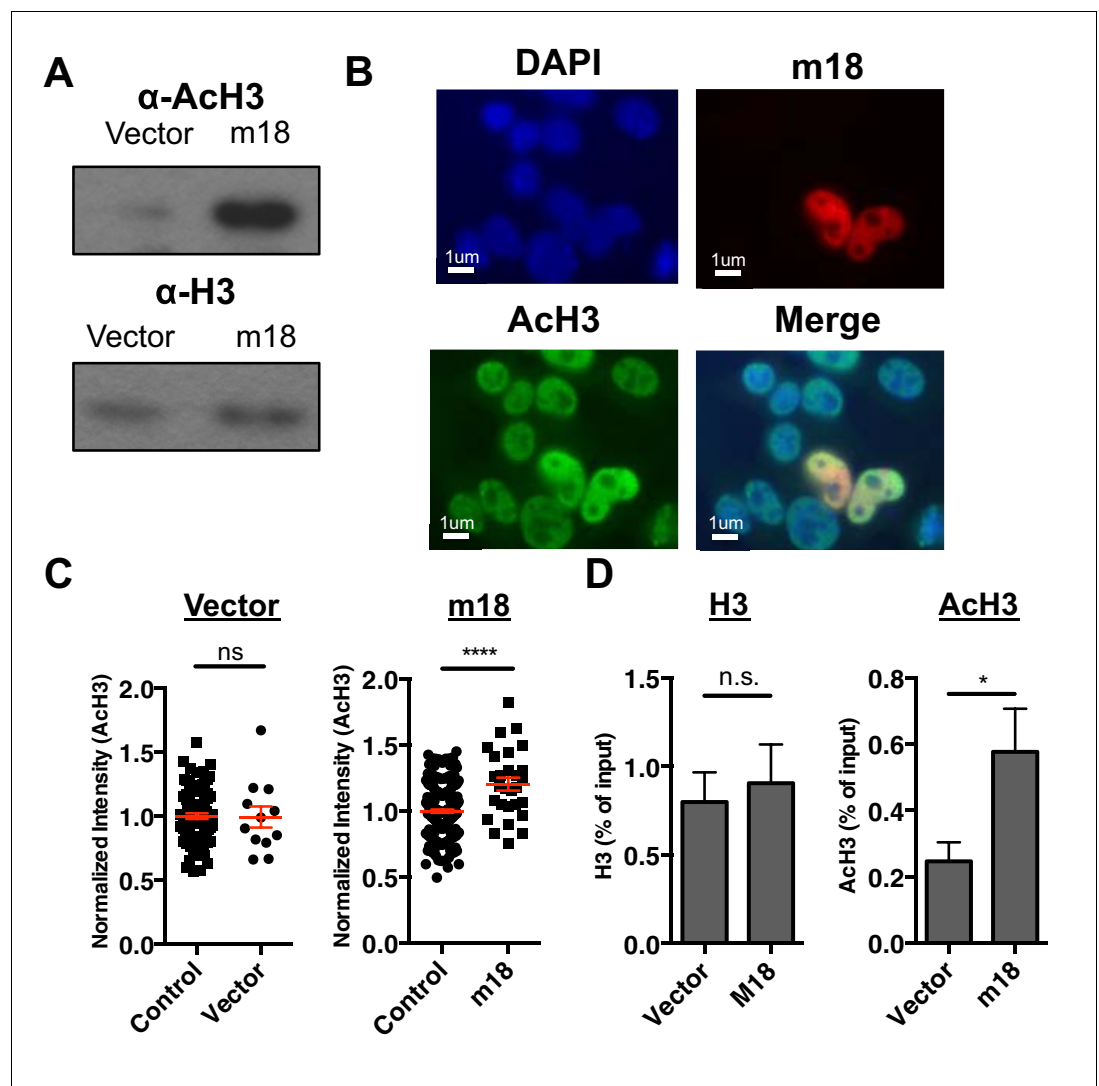 A
α-AcH3
Vector m18
α-H3
Vector m18
B
DAPI m18
1um 1um
AcH3 Merge
1um 1um
C
Vector
ns
Normalized Intensity (AcH3)
2.0
1.5
1.0
0.5
0.0
Control Vector
m18
****
Normalized Intensity (AcH3)
2.0
1.5
1.0
0.5
0.0
Control m18
D
H3
n.s.
H3 (% of input)
1.5
1.0
0.5
0.0
Vector M18
AcH3
*
AcH3 (% of input)
0.8
0.6
0.4
0.2
0.0
Vector m18